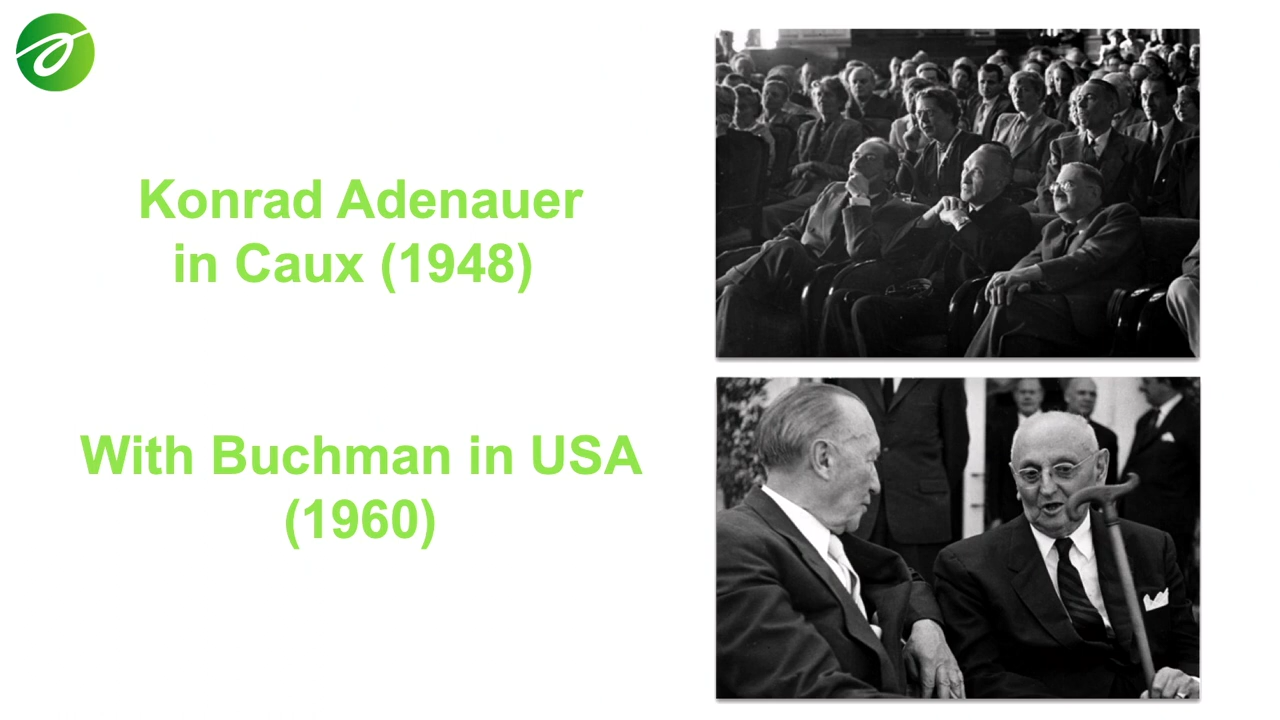 Konrad Adenauer
in Caux (1948)
With Buchman in USA
(1960)